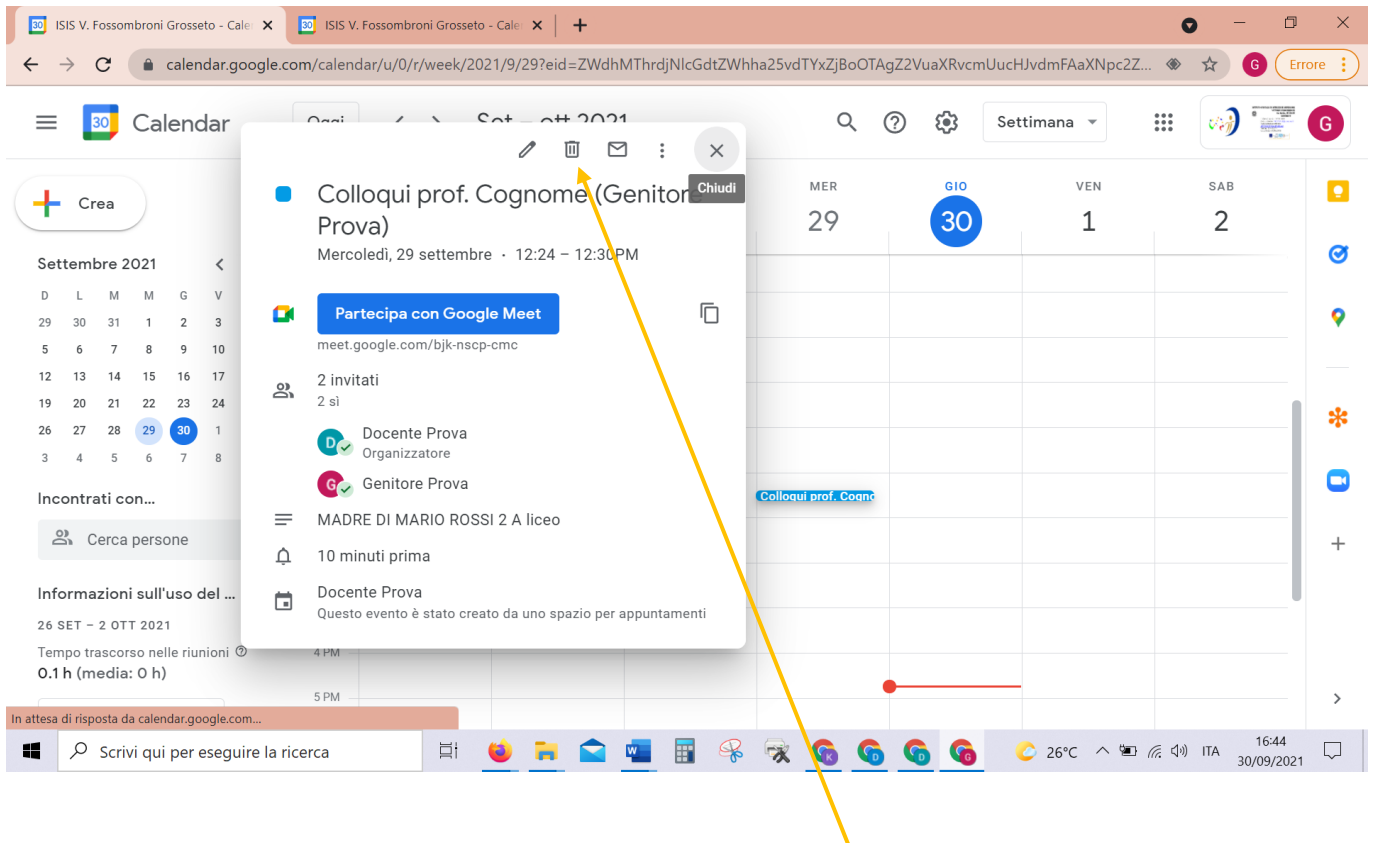 ISIS V. Fossombroni Grosseto - Cale
ISIS V. Fossombroni Grosseto - Cale
calendar.google.com/calendar/u/0/r/week/2021/9/29?eid=ZWdhMThrdjNlcGdtZWhha25vdTYxZjBoOTAgZ2VuaXRvcmUucHJvdmFAaXNpc2Z...
G
Errore
30
Calendar
Oggi
Set – ott 2021
Settimana
G
Crea
Settembre 2021
D L M M G V
29 30 31 1 2 3
5 6 7 8 9 10
12 13 14 15 16 17
19 20 21 22 23 24
26 27 28 29 30 1
3 4 5 6 7 8
Incontrati con...
Cerca persone
Informazioni sull'uso del ...
26 SET – 2 OTT 2021
Tempo trascorso nelle riunioni
0.1 h (media: 0 h)
Chiudi
Colloqui prof. Cognome (Genitore
Prova)
Mercoledì, 29 settembre · 12:24 – 12:30PM
Partecipa con Google Meet
meet.google.com/bjk-nscp-cmc
2 invitati
2 sì
D
Docente Prova
Organizzatore
G
Genitore Prova
MADRE DI MARIO ROSSI 2 A liceo
10 minuti prima
Docente Prova
Questo evento è stato creato da uno spazio per appuntamenti
MER GIO VEN SAB
29 30 1 2
Colloqui prof. Cogno
4 PM
5 PM
In attesa di risposta da calendar.google.com...
Scrivi qui per eseguire la ricerca
26°C
ITA
16:44
30/09/2021